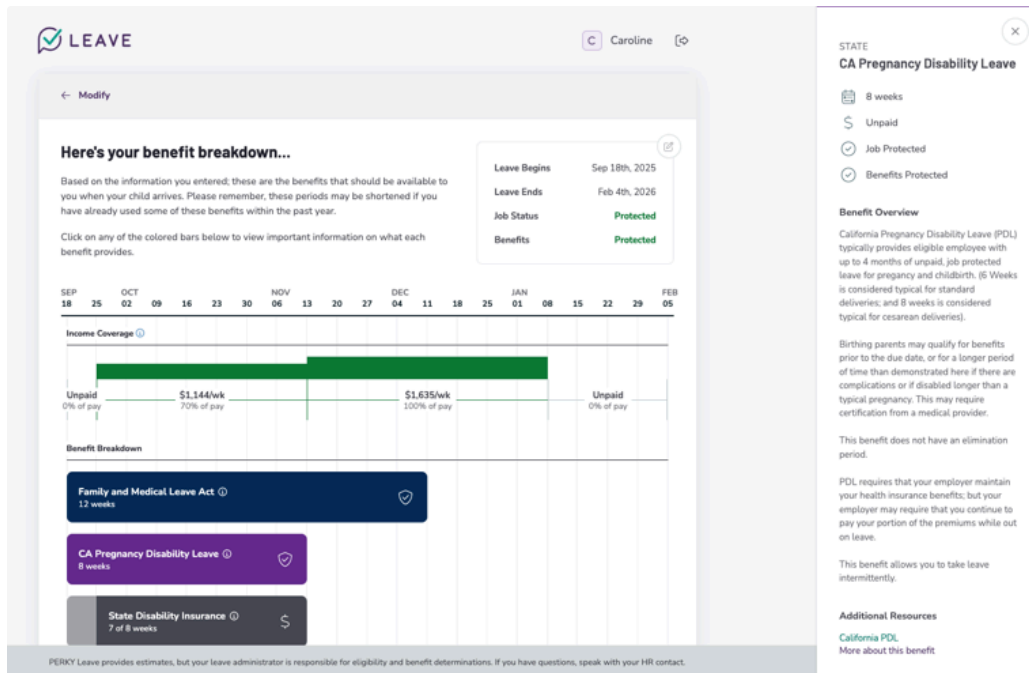 LEAVE
C Caroline
← Modify
Here's your benefit breakdown...
Based on the information you entered; these are the benefits that should be available to
you when your child arrives. Please remember, these periods may be shortened if you
have already used some of these benefits within the past year.
Click on any of the colored bars below to view important information on what each
benefit provides.
Leave Begins Sep 18th, 2025
Leave Ends Feb 4th, 2026
Job Status Protected
Benefits Protected
SEP OCT NOV DEC JAN FEB
18 25 02 09 16 23 30 06 13 20 27 04 11 18 25 01 08 15 22 29 05
Income Coverage
Unpaid $1,144/wk $1,635/wk Unpaid
0% of pay 70% of pay 100% of pay 0% of pay
Benefit Breakdown
Family and Medical Leave Act
12 weeks
CA Pregnancy Disability Leave
8 weeks
State Disability Insurance
7 of 8 weeks
$
PERKY Leave provides estimates, but your leave administrator is responsible for eligibility and benefit determinations. If you have questions, speak with your HR contact.
STATE
CA Pregnancy Disability Leave
8 weeks
$ Unpaid
Job Protected
Benefits Protected
Benefit Overview
California Pregnancy Disability Leave (PDL)
typically provides eligible employee with
up to 4 months of unpaid, job protected
leave for pregancy and childbirth. (6 Weeks
is considered typical for standard
deliveries; and 8 weeks is considered
typical for cesarean deliveries).
Birthing parents may qualify for benefits
prior to the due date, or for a longer period
of time than demonstrated here if there are
complications or if disabled longer than a
typical pregnancy. This may require
certification from a medical provider.
This benefit does not have an elimination
period.
PDL requires that your employer maintain
your health insurance benefits; but your
employer may require that you continue to
pay your portion of the premiums while out
on leave.
This benefit allows you to take leave
intermittently.
Additional Resources
California PDL
More about this benefit